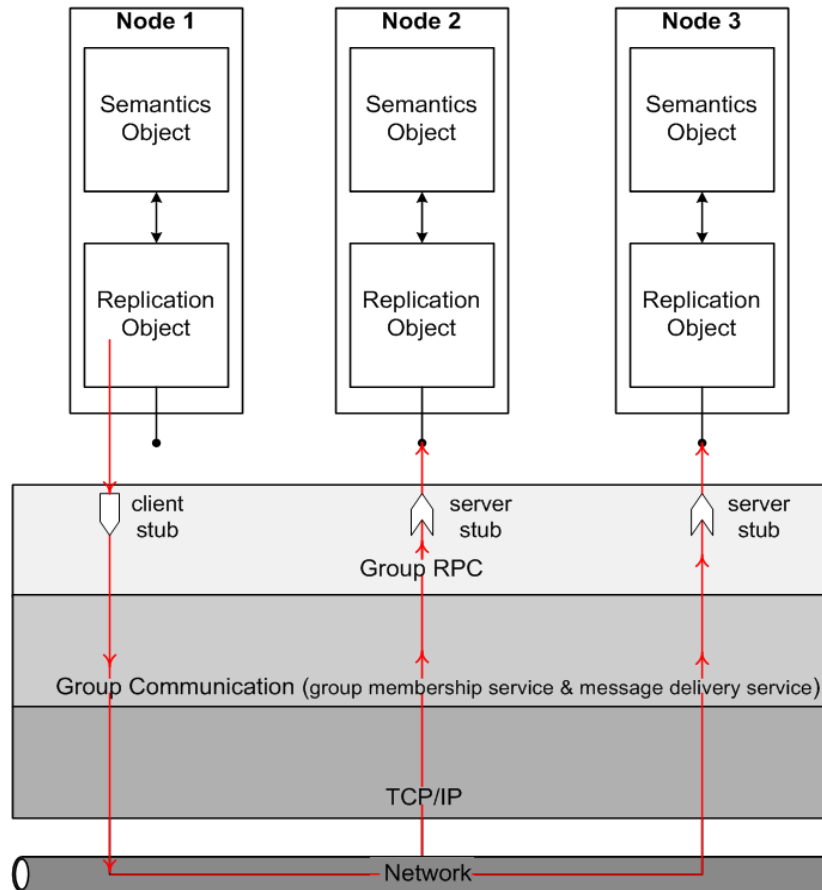 Node 1
Node 2
Node 3
Semantics
Object
Semantics
Object
Semantics
Object
Replication
Object
Replication
Object
Replication
Object
client
stub
server
stub
server
stub
Group RPC
Group Communication (group membership service & message delivery service)
TCP/IP
Network